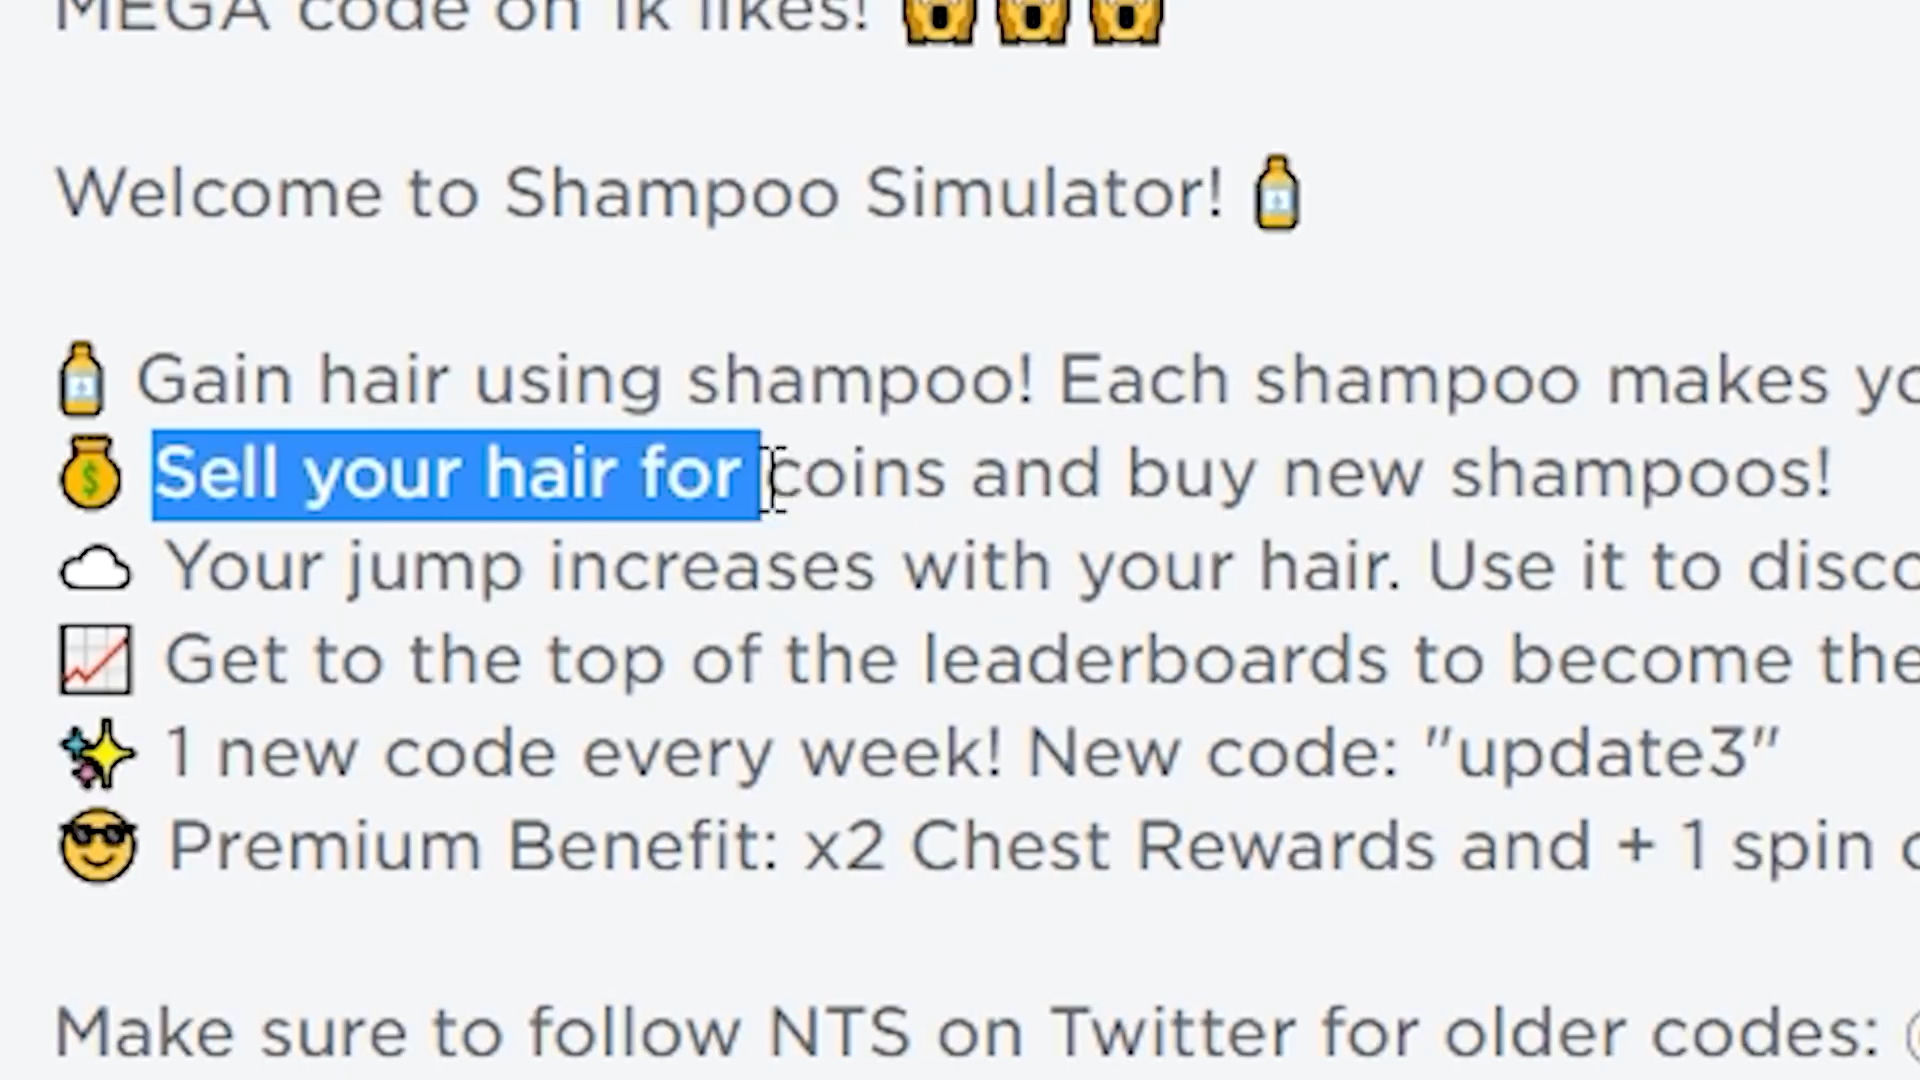 MEGA code on 1k likes! 😱😱😱
Welcome to Shampoo Simulator! 🧴
🧴 Gain hair using shampoo! Each shampoo makes yo
💰 Sell your hair for coins and buy new shampoos!
☁️ Your jump increases with your hair. Use it to disco
📈 Get to the top of the leaderboards to become the
✨ 1 new code every week! New code: "update3"
😎 Premium Benefit: x2 Chest Rewards and + 1 spin
Make sure to follow NTS on Twitter for older codes: